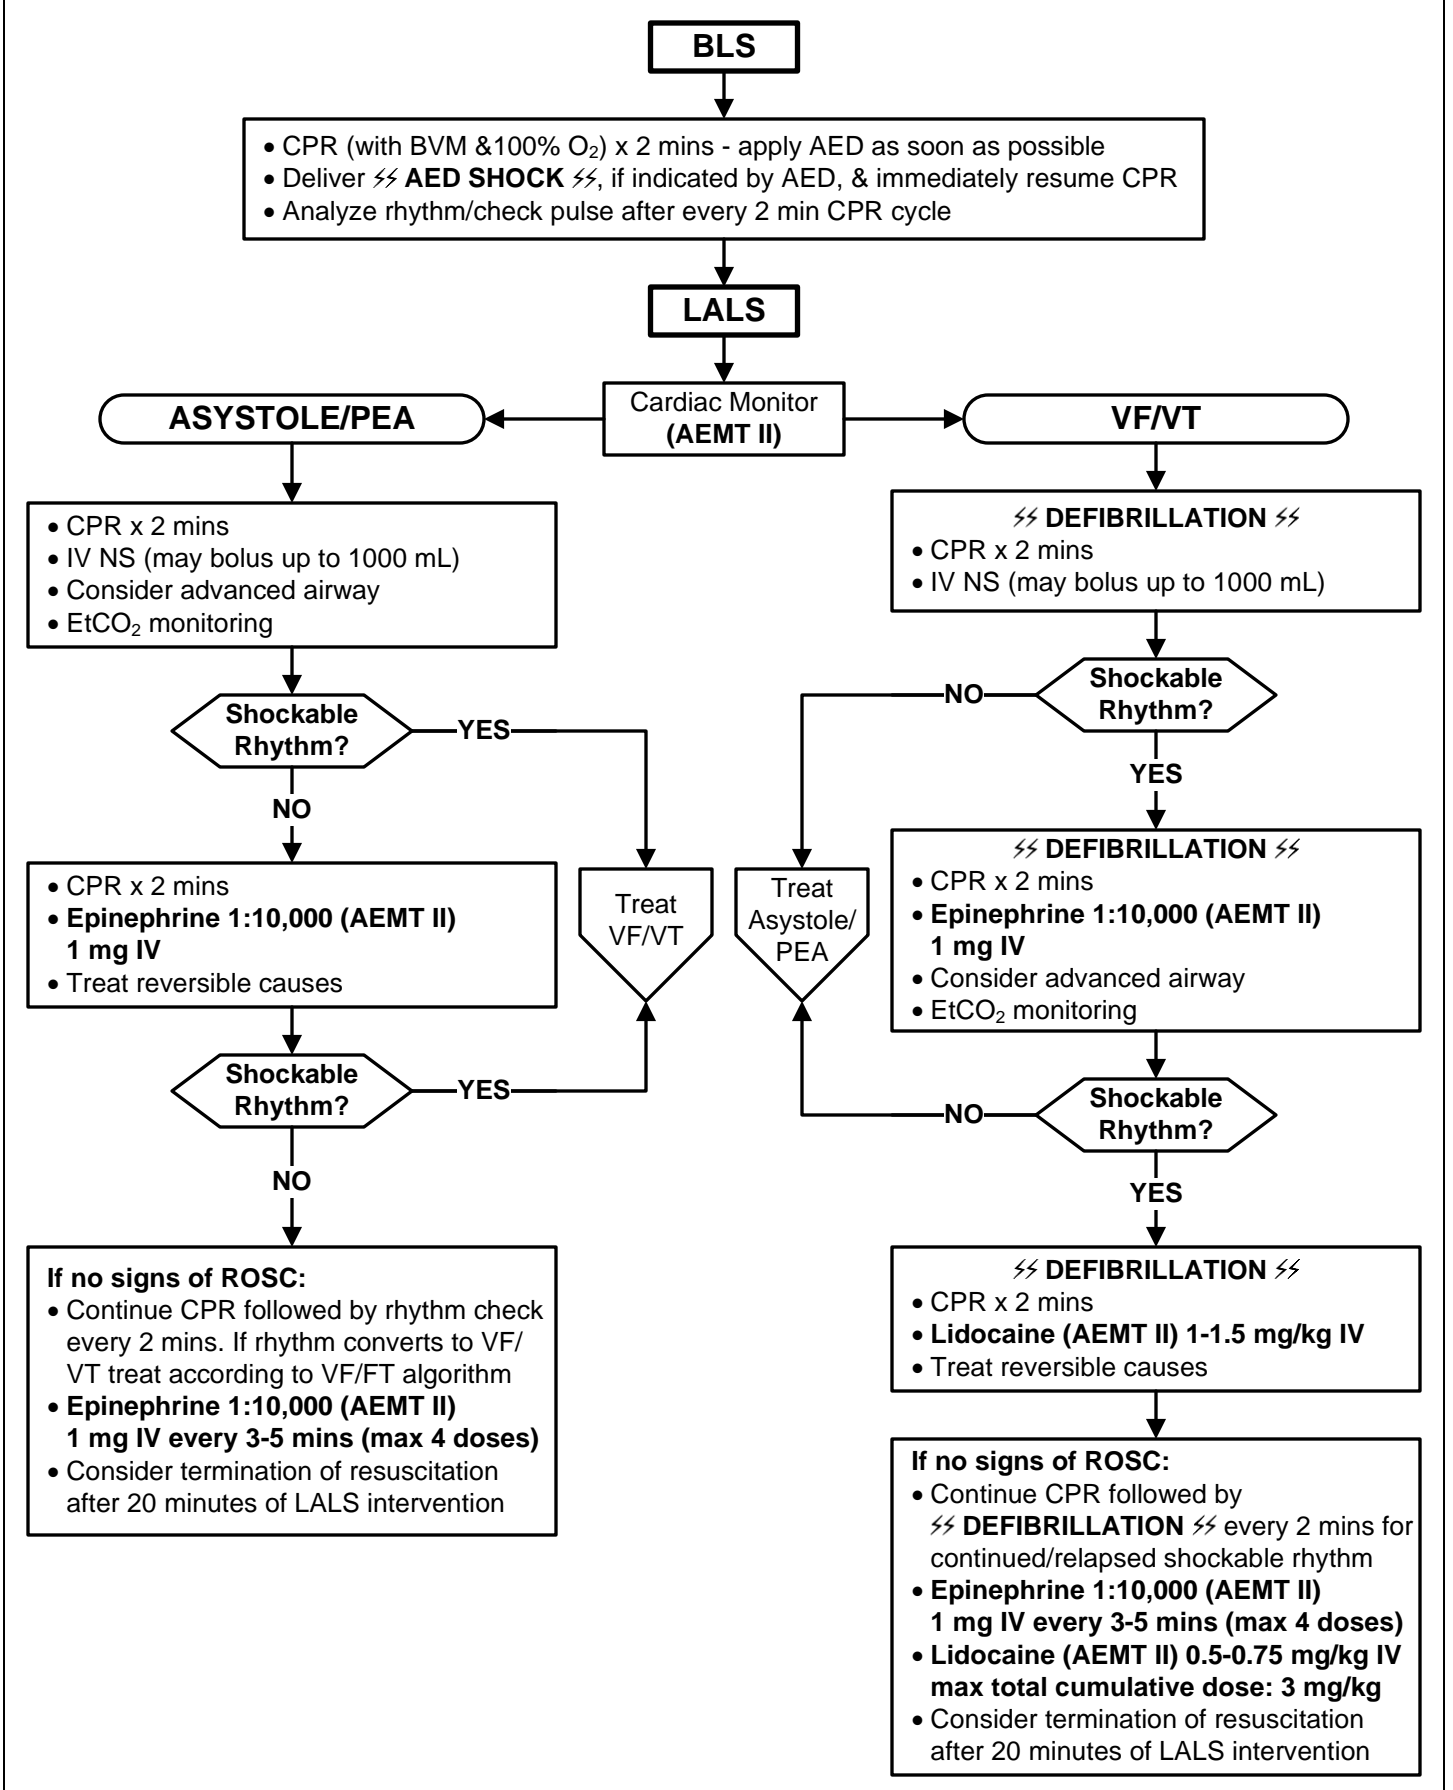 BLS
• CPR (with BVM &100% O₂) x 2 mins - apply AED as soon as possible
• Deliver ⚡⚡ AED SHOCK ⚡⚡, if indicated by AED, & immediately resume CPR
• Analyze rhythm/check pulse after every 2 min CPR cycle
LALS
Cardiac Monitor
(AEMT II)
ASYSTOLE/PEA
• CPR x 2 mins
• IV NS (may bolus up to 1000 mL)
• Consider advanced airway
• EtCO₂ monitoring
Shockable
Rhythm?
YES
NO
• CPR x 2 mins
• Epinephrine 1:10,000 (AEMT II)
1 mg IV
• Treat reversible causes
Treat
VF/VT
Shockable
Rhythm?
YES
NO
If no signs of ROSC:
• Continue CPR followed by rhythm check
every 2 mins. If rhythm converts to VF/
VT treat according to VF/FT algorithm
• Epinephrine 1:10,000 (AEMT II)
1 mg IV every 3-5 mins (max 4 doses)
• Consider termination of resuscitation
after 20 minutes of LALS intervention
VF/VT
⚡⚡ DEFIBRILLATION ⚡⚡
• CPR x 2 mins
• IV NS (may bolus up to 1000 mL)
Shockable
Rhythm?
NO
YES
Treat
Asystole/
PEA
⚡⚡ DEFIBRILLATION ⚡⚡
• CPR x 2 mins
• Epinephrine 1:10,000 (AEMT II)
1 mg IV
• Consider advanced airway
• EtCO₂ monitoring
Shockable
Rhythm?
NO
YES
⚡⚡ DEFIBRILLATION ⚡⚡
• CPR x 2 mins
• Lidocaine (AEMT II) 1-1.5 mg/kg IV
• Treat reversible causes
If no signs of ROSC:
• Continue CPR followed by
⚡⚡ DEFIBRILLATION ⚡⚡ every 2 mins for
continued/relapsed shockable rhythm
• Epinephrine 1:10,000 (AEMT II)
1 mg IV every 3-5 mins (max 4 doses)
• Lidocaine (AEMT II) 0.5-0.75 mg/kg IV
max total cumulative dose: 3 mg/kg
• Consider termination of resuscitation
after 20 minutes of LALS intervention